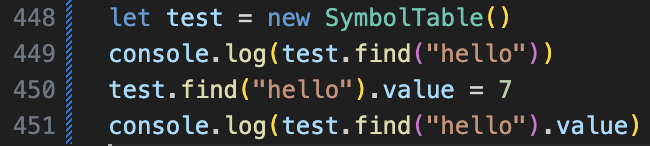 448 let test = new SymbolTable()
449 console.log(test.find("hello"))
450 test.find("hello").value = 7
451 console.log(test.find("hello").value)